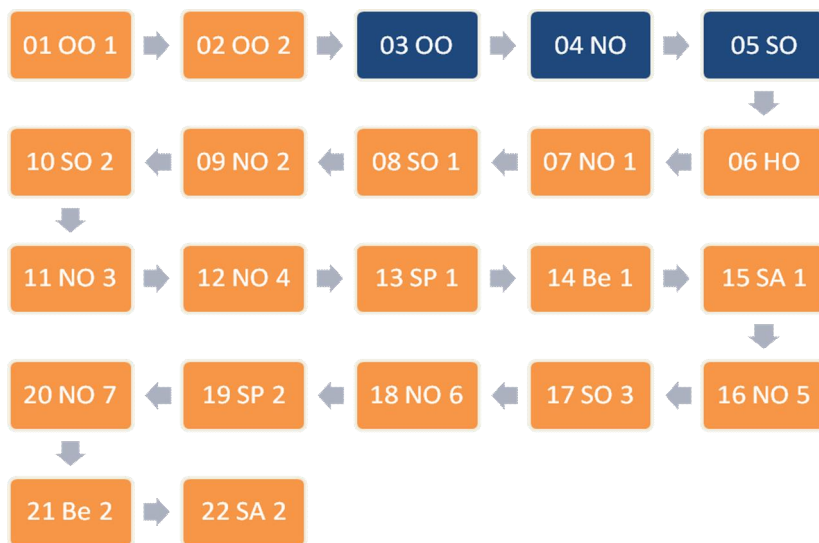 01 OO 1
02 OO 2
03 OO
04 NO
05 SO
06 HO
07 NO 1
08 SO 1
09 NO 2
10 SO 2
11 NO 3
12 NO 4
13 SP 1
14 Be 1
15 SA 1
16 NO 5
17 SO 3
18 NO 6
19 SP 2
20 NO 7
21 Be 2
22 SA 2